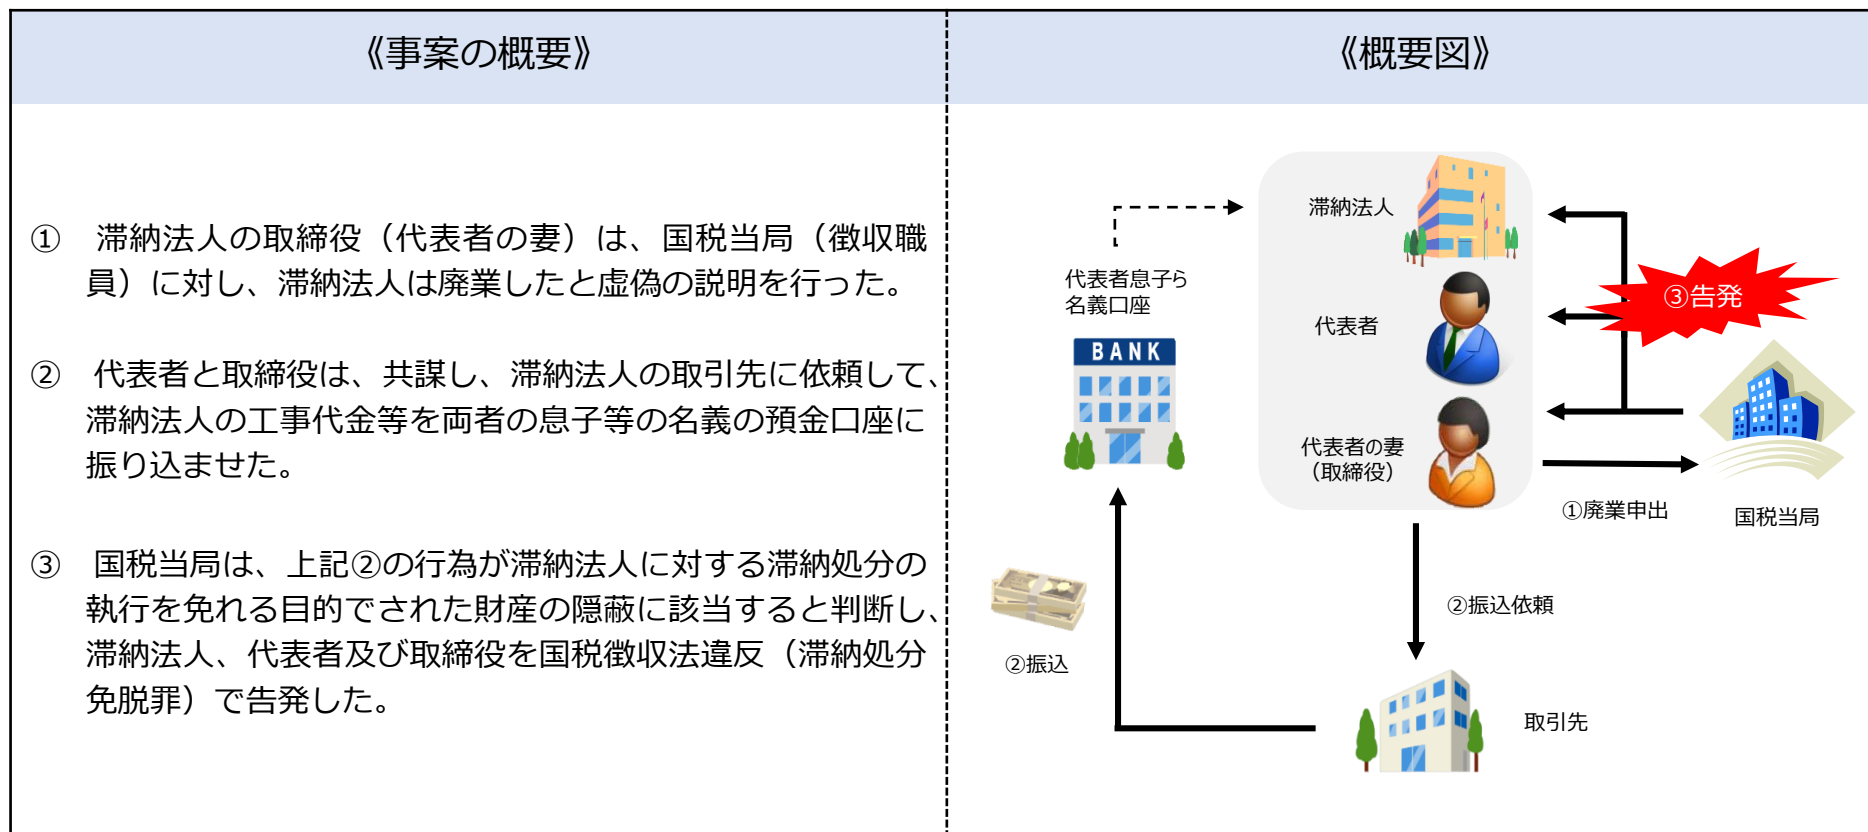 《事案の概要》
① 滞納法人の取締役（代表者の妻）は、国税当局（徴収職
員）に対し、滞納法人は廃業したと虚偽の説明を行った。
② 代表者と取締役は、共謀し、滞納法人の取引先に依頼して、
滞納法人の工事代金等を両者の息子等の名義の預金口座に
振り込ませた。
③ 国税当局は、上記②の行為が滞納法人に対する滞納処分の
執行を免れる目的でされた財産の隠蔽に該当すると判断し、
滞納法人、代表者及び取締役を国税徴収法違反（滞納処分
免脱罪）で告発した。
《概要図》
滞納法人
代表者息子ら
名義口座
BANK
代表者
③告発
代表者の妻
（取締役）
①廃業申出
国税当局
②振込依頼
②振込
取引先